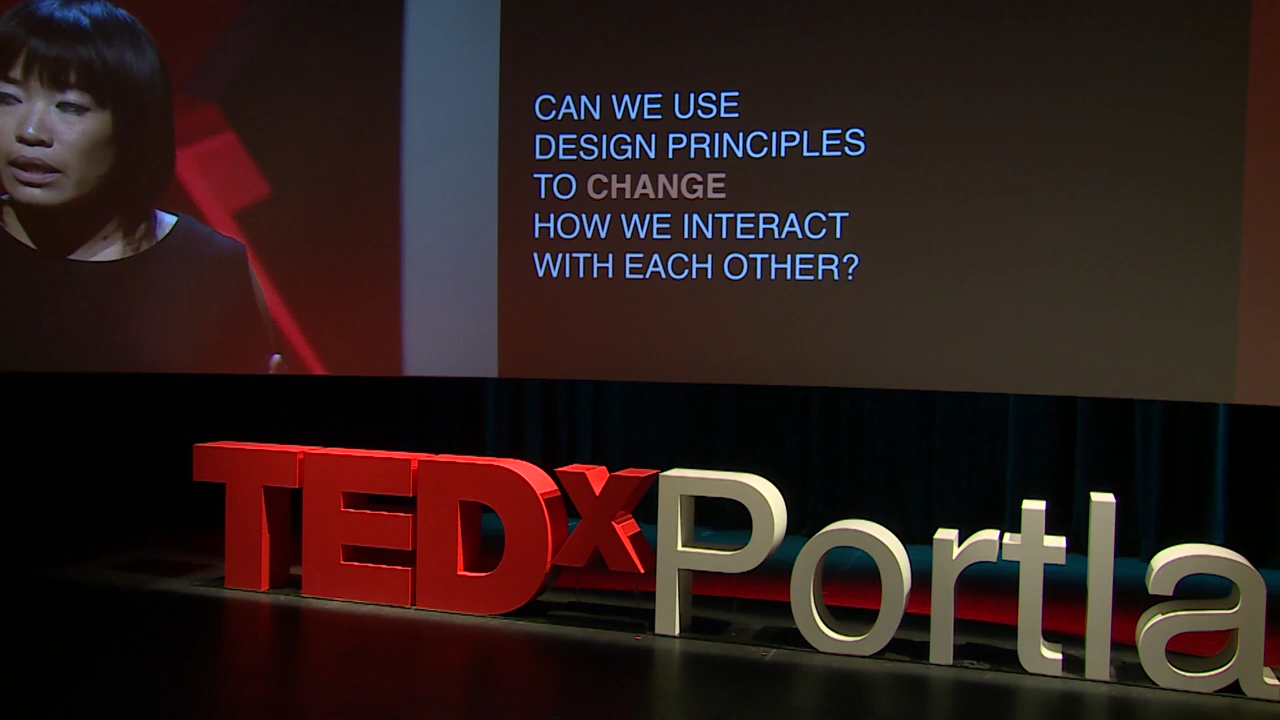 CAN WE USE
DESIGN PRINCIPLES
TO CHANGE
HOW WE INTERACT
WITH EACH OTHER?
TEDxPortla